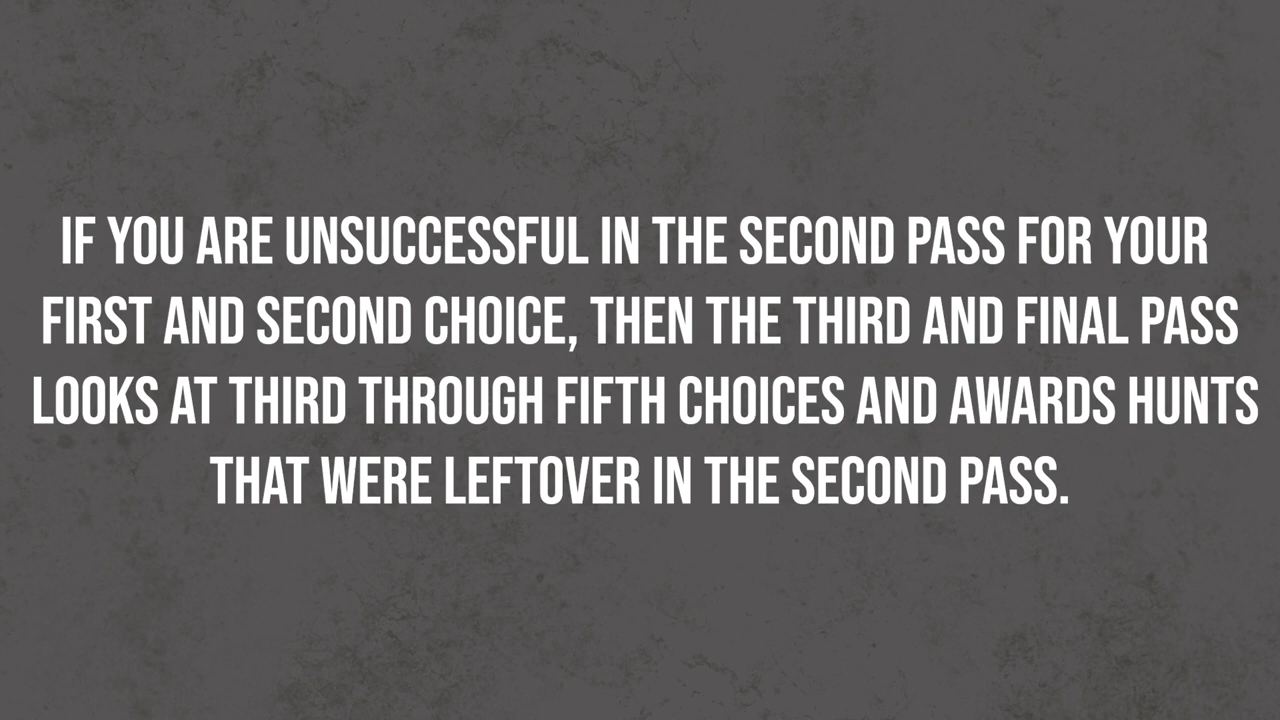 IF YOU ARE UNSUCCESSFUL IN THE SECOND PASS FOR YOUR
FIRST AND SECOND CHOICE, THEN THE THIRD AND FINAL PASS
LOOKS AT THIRD THROUGH FIFTH CHOICES AND AWARDS HUNTS
THAT WERE LEFTOVER IN THE SECOND PASS.